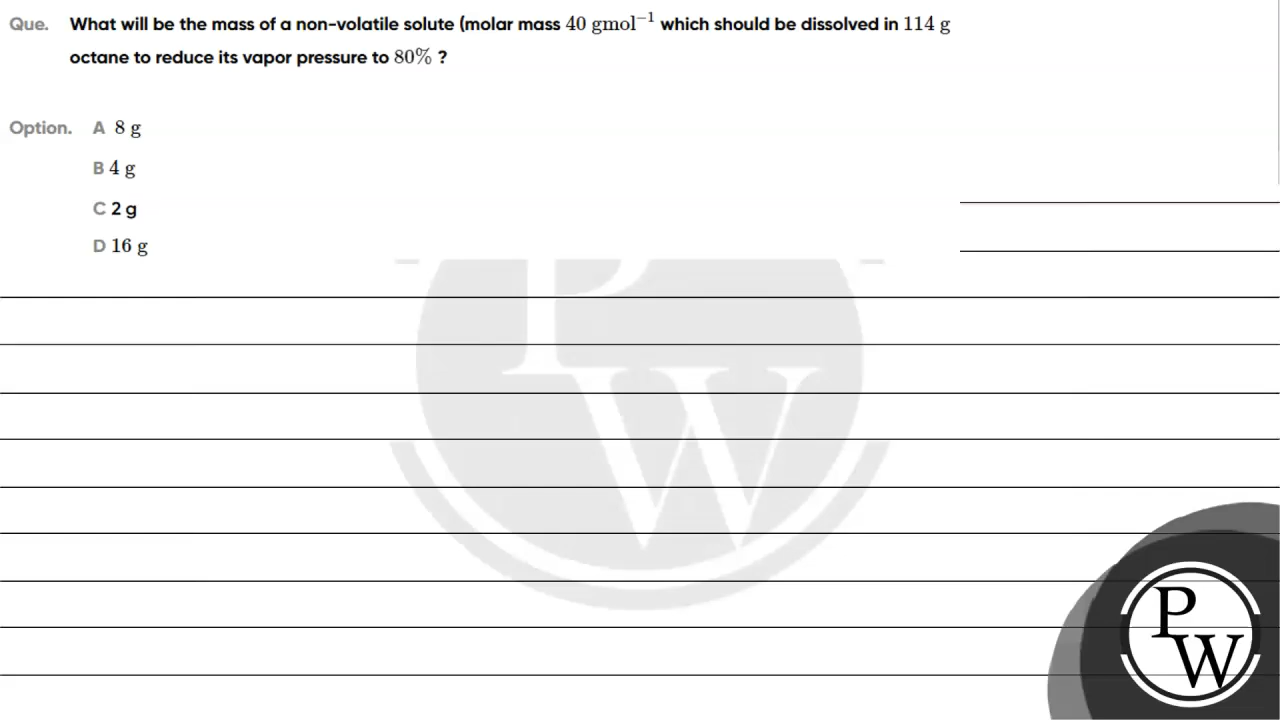 Que. What will be the mass of a non-volatile solute (molar mass 40 gmol⁻¹ which should be dissolved in 114 g
octane to reduce its vapor pressure to 80% ?
Option. A 8 g
B 4 g
C 2 g
D 16 g
P
W
P
W